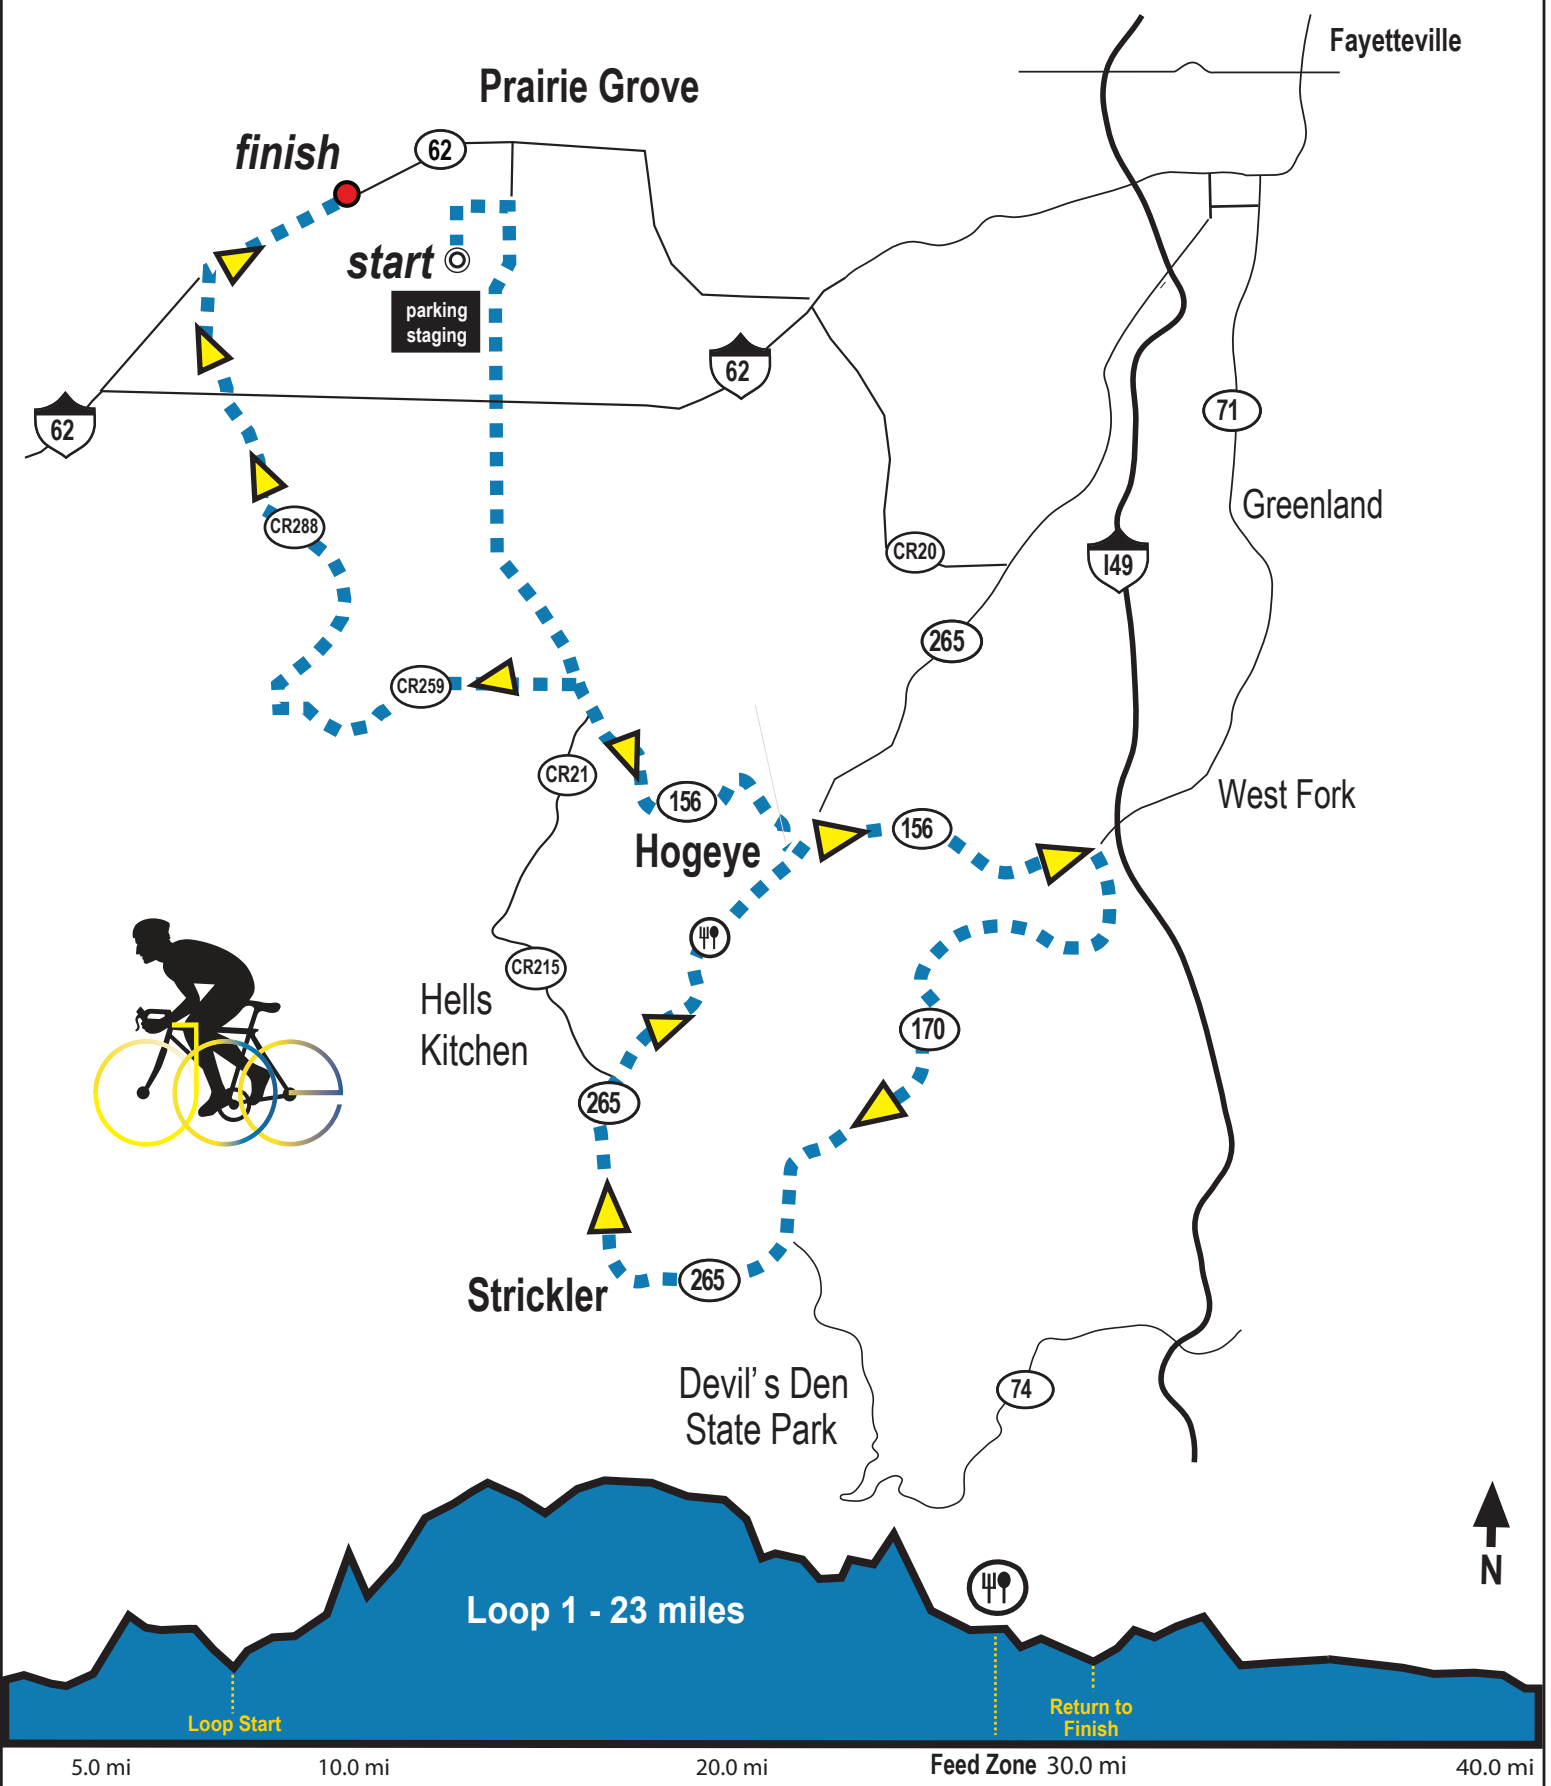 Fayetteville
Prairie Grove
finish
62
start
parking
staging
62
62
71
Greenland
CR288
CR20
I49
265
CR259
CR21
156
156
West Fork
Hogeye
CR215
Hells
Kitchen
170
265
265
Strickler
Devil's Den
State Park
74
N
Loop 1 - 23 miles
Loop Start
Return to
Finish
5.0 mi
10.0 mi
20.0 mi
Feed Zone
30.0 mi
40.0 mi